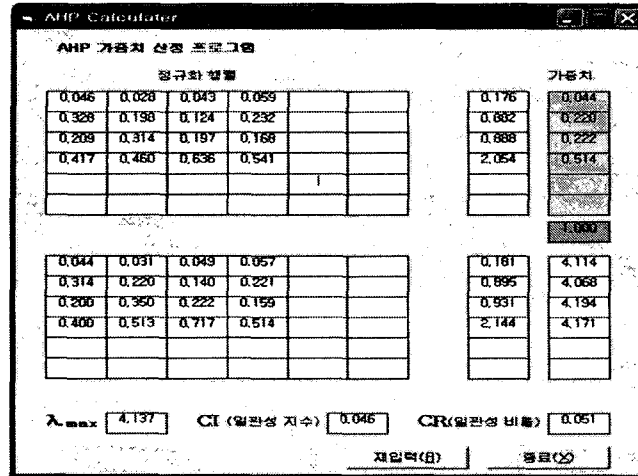 AHP Calculater
AHP 가중치 산정 프로그램
정규화 행렬 가중치
0.046 0.028 0.043 0.059 0.176 0.044
0.328 0.198 0.124 0.232 0.882 0.220
0.209 0.314 0.197 0.168 0.888 0.222
0.417 0.460 0.636 0.541 2.054 0.514
1.000
0.044 0.031 0.049 0.057 0.181 4.114
0.314 0.220 0.140 0.221 0.895 4.068
0.200 0.350 0.222 0.159 0.931 4.194
0.400 0.513 0.717 0.514 2.144 4.171
λmax 4.137 CI (일관성 지수) 0.046 CR(일관성 비율) 0.051
재입력(R) 종료(X)